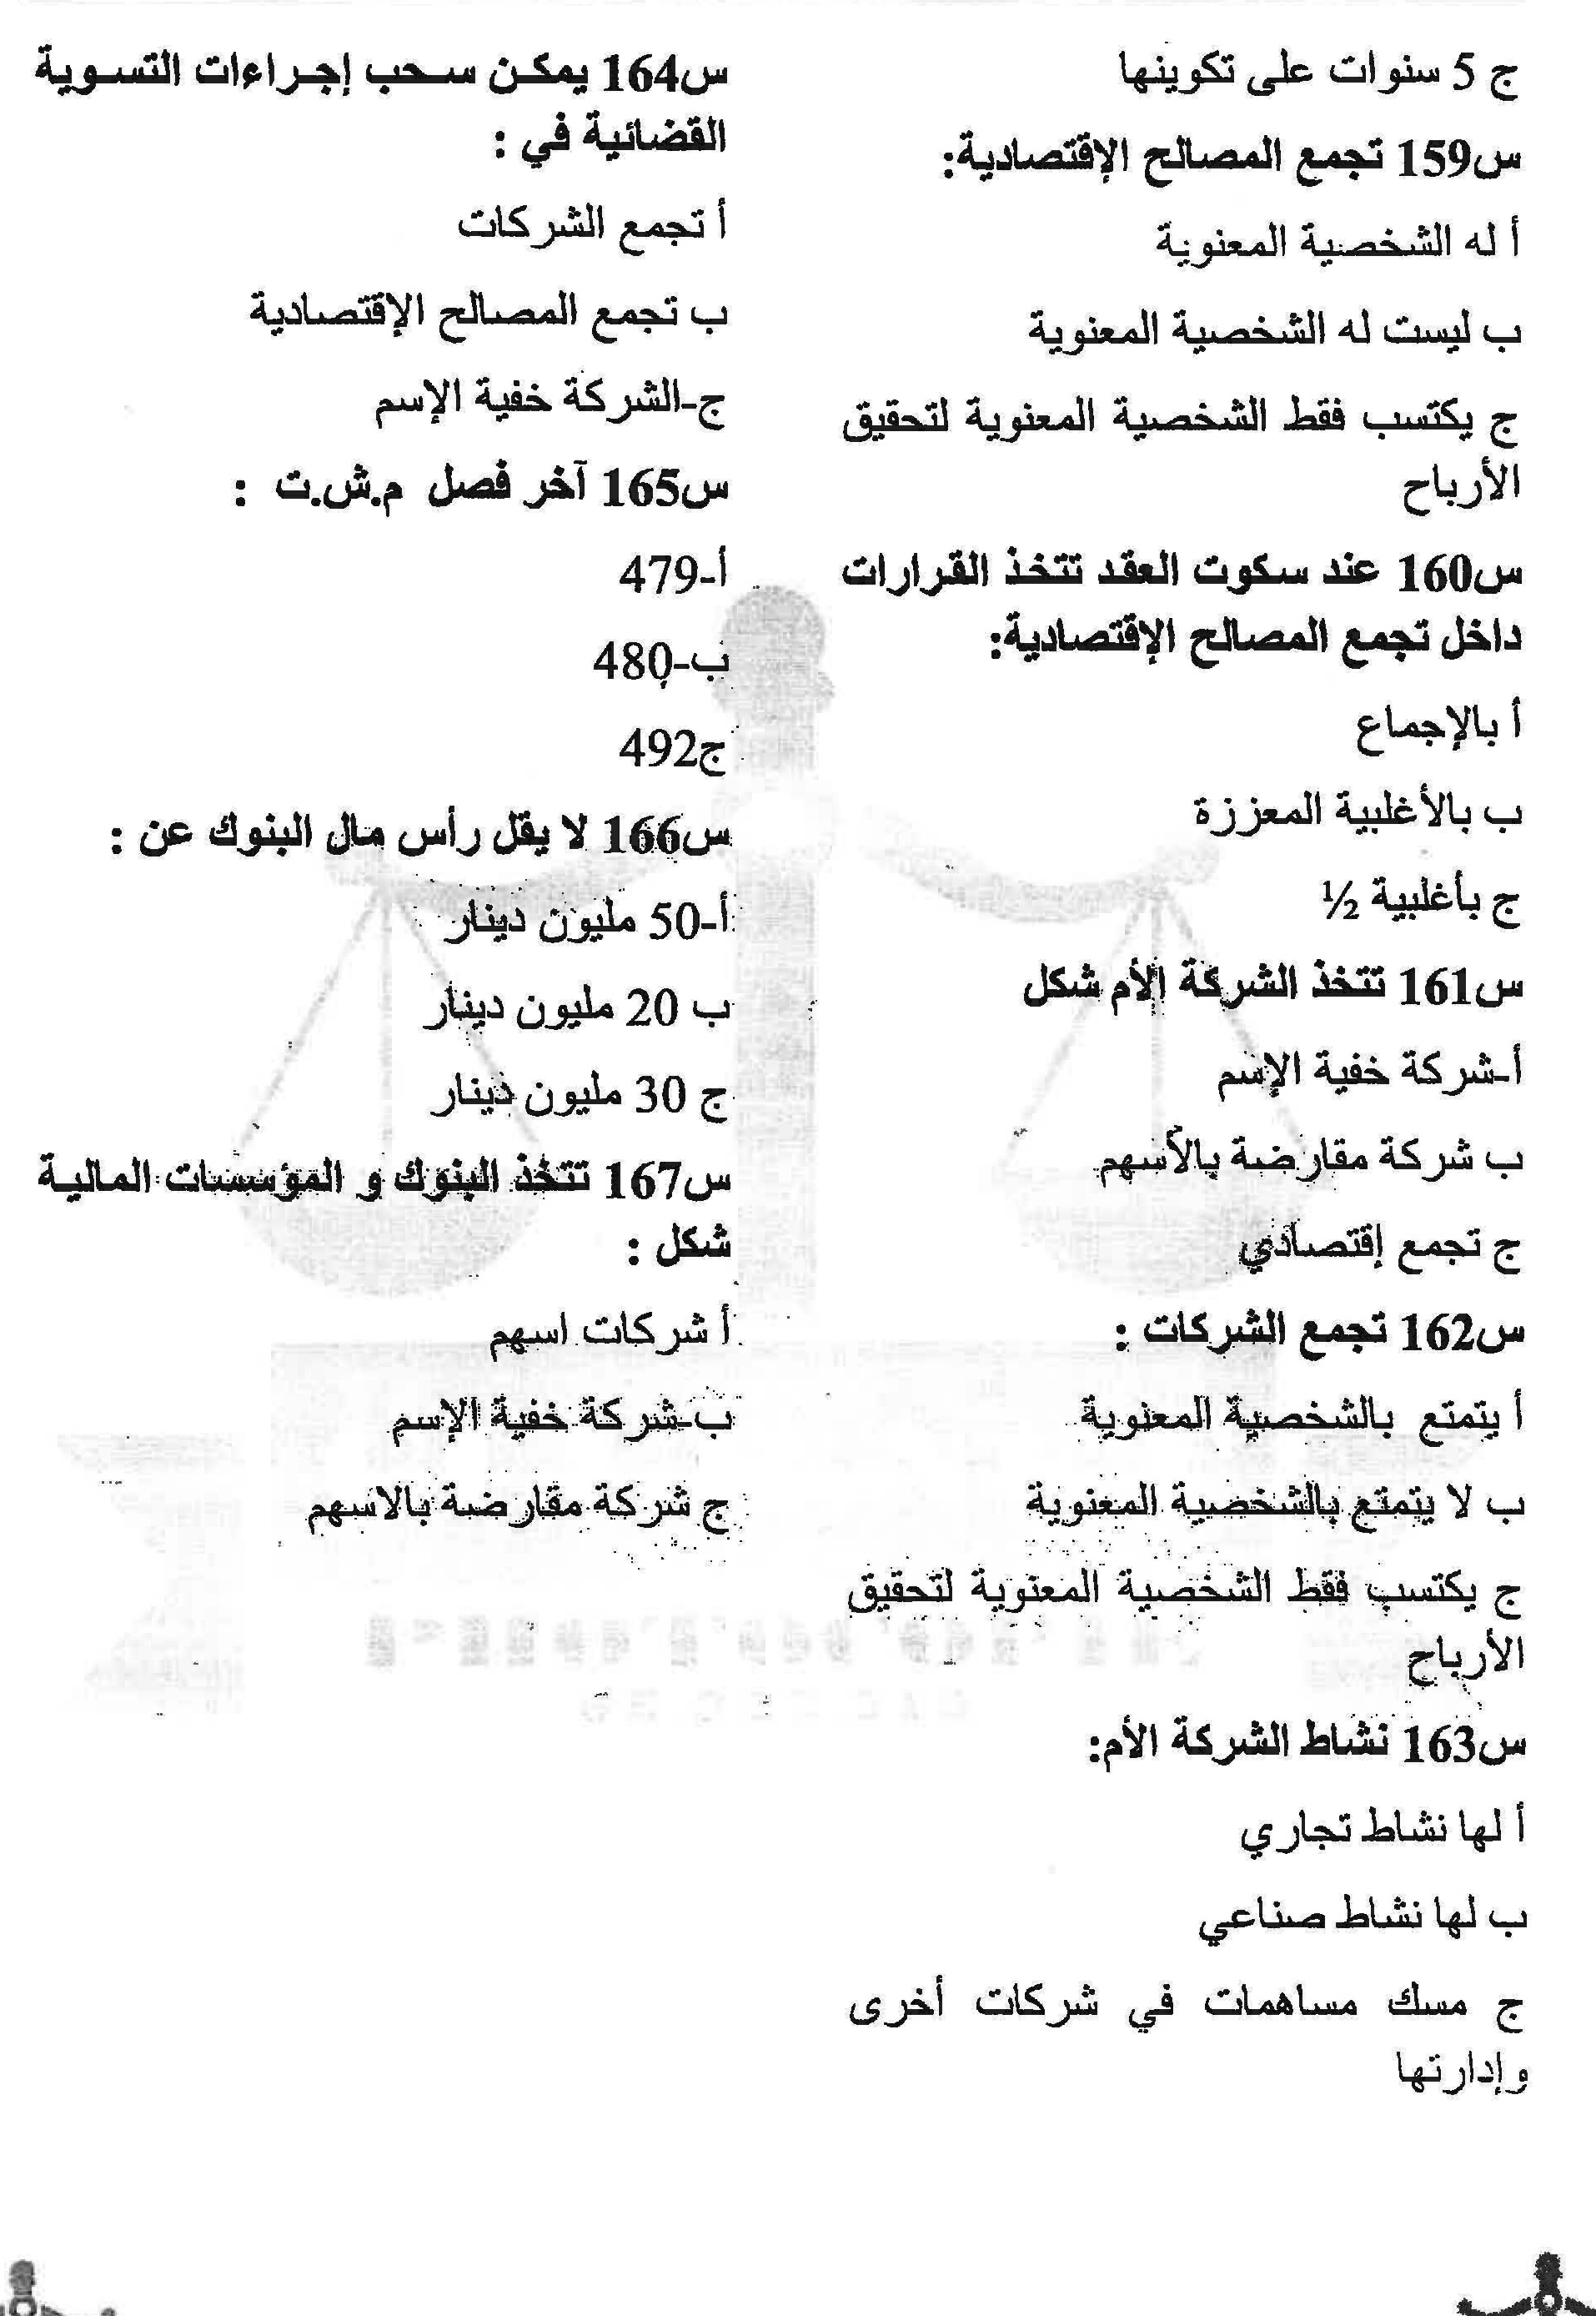 ج 5 سنوات على تكوينها
س159 تجمع المصالح الإقتصادية:
أ له الشخصية المعنوية
ب ليست له الشخصية المعنوية
ج يكتسب فقط الشخصية المعنوية لتحقيق
الأرباح
س160 عند سكوت العقد تتخذ القرارات
داخل تجمع المصالح الإقتصادية:
أ بالإجماع
ب بالأغلبية المعززة
ج بأغلبية ½
س161 تتخذ الشركة الأم شكل
أ-شركة خفية الإسم
ب شركة مقارضة بالأسهم
ج تجمع إقتصادي
س162 تجمع الشركات :
أ يتمتع بالشخصية المعنوية
ب لا يتمتع بالشخصية المعنوية
ج يكتسب فقط الشخصية المعنوية لتحقيق
الأرباح
س163 نشاط الشركة الأم:
أ لها نشاط تجاري
ب لها نشاط صناعي
ج مسك مساهمات في شركات أخرى
وإدارتها
س164 يمكن سحب إجراءات التسوية
القضائية في :
أ تجمع الشركات
ب تجمع المصالح الإقتصادية
ج-الشركة خفية الإسم
س165 آخر فصل م.ش.ت :
أ-479
ب-480
ج492
س166 لا يقل رأس مال البنوك عن :
أ-50 مليون دينار
ب 20 مليون دينار
ج 30 مليون دينار
س167 تتخذ البنوك و المؤسسات المالية
شكل :
أ شركات اسهم
ب-شركة خفية الإسم
ج شركة مقارضة بالاسهم